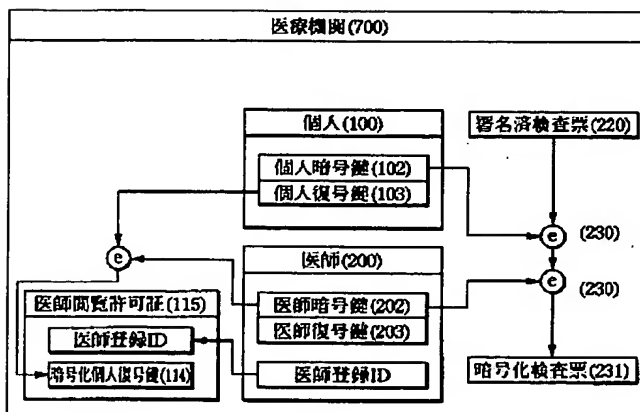 医療機関(700)
個人(100)
署名済検査票(220)
個人暗号鍵(102)
個人復号鍵(103)
e
(230)
e
医師(200)
e
(230)
医師閲覧許可証(115)
医師暗号鍵(202)
医師登録ID
医師復号鍵(203)
暗号化個人復号鍵(114)
医師登録ID
暗号化検査票(231)